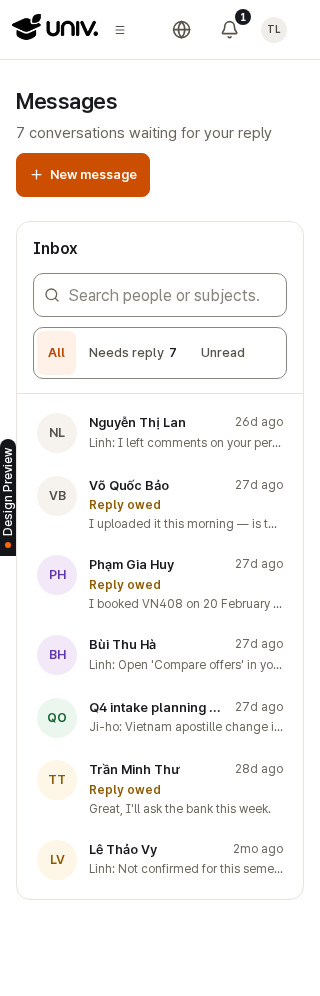 UNIV.
1
TL
Messages
7 conversations waiting for your reply
+ New message
Inbox
Search people or subjects.
All
Needs reply 7
Unread
NL
Nguyễn Thị Lan
26d ago
Linh: I left comments on your per...
VB
Võ Quốc Bảo
27d ago
Reply owed
I uploaded it this morning — is t...
Design Preview
PH
Phạm Gia Huy
27d ago
Reply owed
I booked VN408 on 20 February ...
BH
Bùi Thu Hà
27d ago
Linh: Open 'Compare offers' in yo...
QO
Q4 intake planning ...
27d ago
Ji-ho: Vietnam apostille change i...
TT
Trần Minh Thư
28d ago
Reply owed
Great, I'll ask the bank this week.
LV
Lê Thảo Vy
2mo ago
Linh: Not confirmed for this seme...